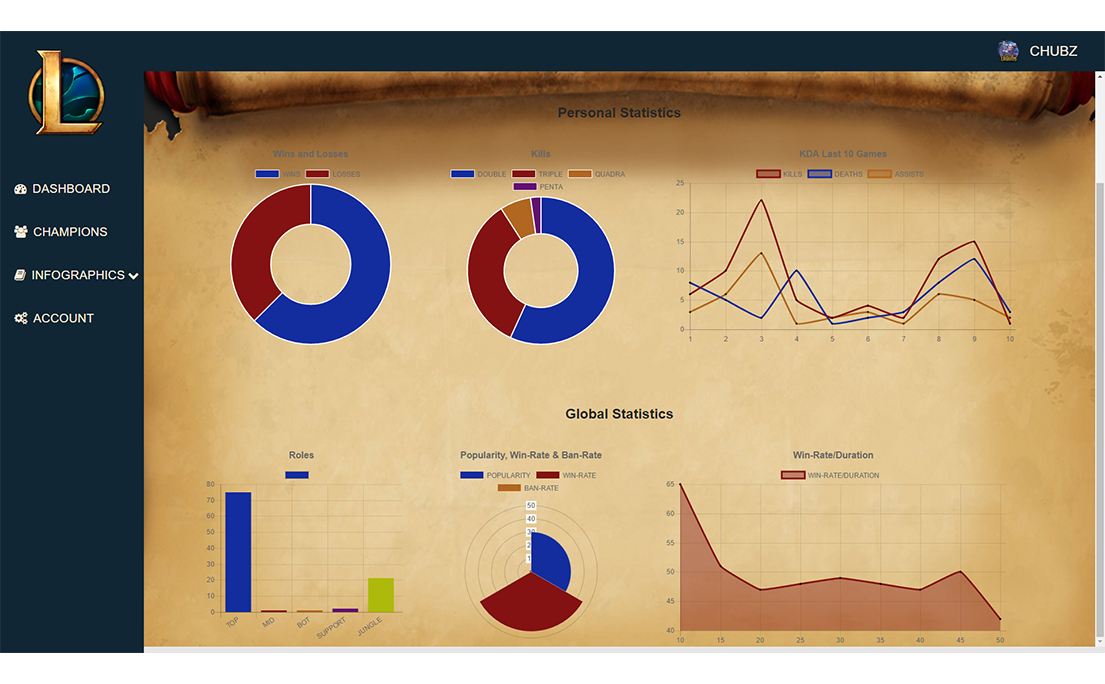 CHUBZ
DASHBOARD
CHAMPIONS
INFOGRAPHICS
ACCOUNT
Personal Statistics
Wins and Losses
WINS LOSSES
Kills
DOUBLE TRIPLE QUADRA
PENTA
KDA Last 10 Games
KILLS DEATHS ASSISTS
25
20
15
10
5
0
1 2 3 4 5 6 7 8 9 10
Global Statistics
Roles
80
70
60
50
40
30
20
10
0
TOP MID BOT SUPPORT JUNGLE
Popularity, Win-Rate & Ban-Rate
POPULARITY WIN-RATE
BAN-RATE
50
40
30
Win-Rate/Duration
WIN-RATE/DURATION
65
60
55
50
45
40
10 15 20 25 30 35 40 45 50